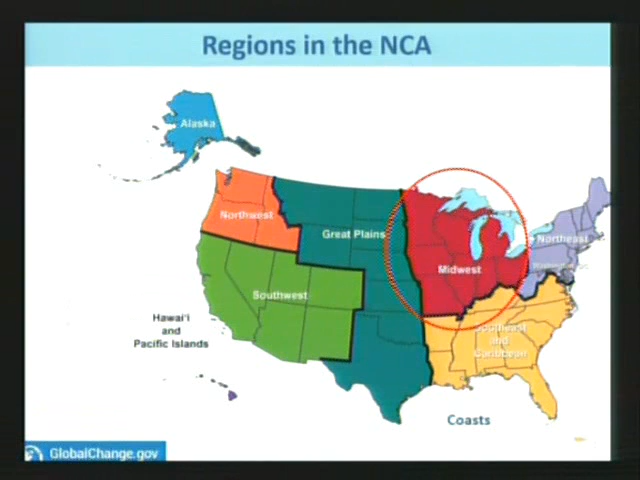 Regions in the NCA
Alaska
Northwest
Great Plains
Midwest
Northeast
Southwest
Hawai'i
and
Pacific Islands
Southeast
and
Caribbean
Coasts
GlobalChange.gov